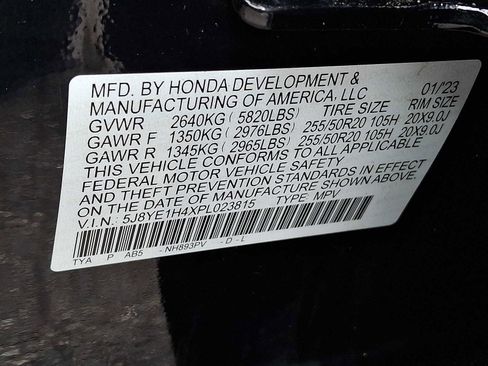 MFD. BY HONDA DEVELOPMENT &
MANUFACTURING OF AMERICA, LLC 01/23
GVWR 2640KG ( 5820LBS) TIRE SIZE RIM SIZE
GAWR F 1350KG ( 2976LBS) 255/50R20 105H 20X9.0J
GAWR R 1345KG ( 2965LBS) 255/50R20 105H 20X9.0J
THIS VEHICLE CONFORMS TO ALL APPLICABLE
FEDERAL MOTOR VEHICLE SAFETY
AND THEFT PREVENTION STANDARDS IN EFFECT
ON THE DATE OF MANUFACTURE SHOWN ABOVE.
V.I.N.: 5J8YE1H4XPL023815 TYPE MPV
TYA P AB5 -NH893PV -D-L